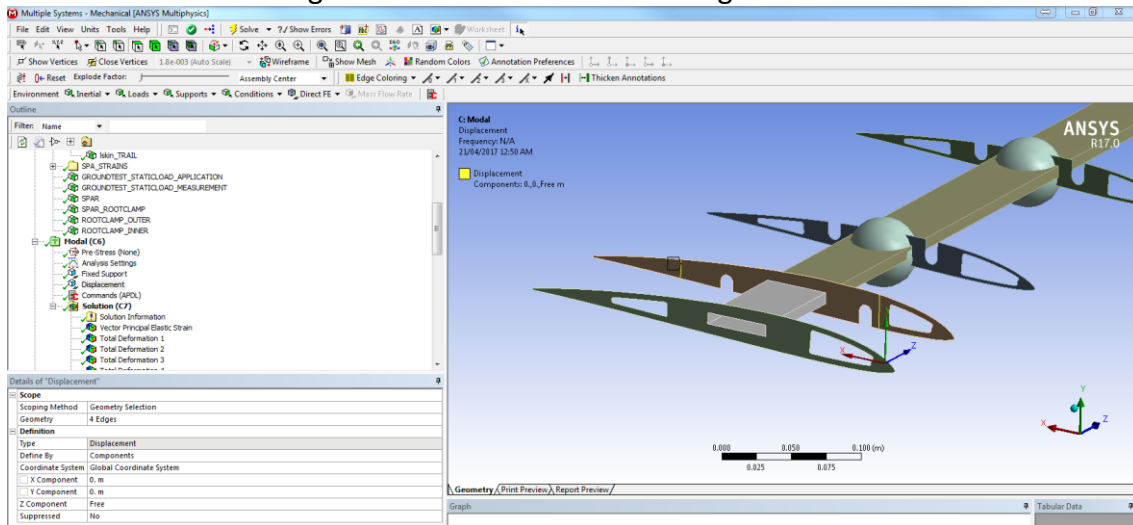 Multiple Systems - Mechanical [ANSYS Multiphysics]
File Edit View Units Tools Help Solve ?/ Show Errors Worksheet
Show Vertices Close Vertices 1.8e-003 (Auto Scale) Wireframe Show Mesh Random Colors Annotation Preferences
Reset Explode Factor: Assembly Center Edge Coloring Thicken Annotations
Environment Inertial Loads Supports Conditions Direct FE Mass Flow Rate
Outline
Filter: Name
lskin_TRAIL
SPA_STRAINS
GROUNDTEST_STATICLOAD_APPLICATION
GROUNDTEST_STATICLOAD_MEASUREMENT
SPAR
SPAR_ROOTCLAMP
ROOTCLAMP_OUTER
ROOTCLAMP_INNER
Modal (C6)
Pre-Stress (None)
Analysis Settings
Fixed Support
Displacement
Commands (APDL)
Solution (C7)
Solution Information
Vector Principal Elastic Strain
Total Deformation 1
Total Deformation 2
Total Deformation 3
Details of "Displacement"
Scope
Scoping Method Geometry Selection
Geometry 4 Edges
Definition
Type Displacement
Define By Components
Coordinate System Global Coordinate System
X Component 0. m
Y Component 0. m
Z Component Free
Suppressed No
C: Modal
Displacement
Frequency: N/A
21/04/2017 12:50 AM
Displacement
Components: 0.,0.,Free m
ANSYS
R17.0
X
Z
Y
X
Z
0.000 0.050 0.100 (m)
0.025 0.075
Geometry Print Preview Report Preview
Graph
Tabular Data